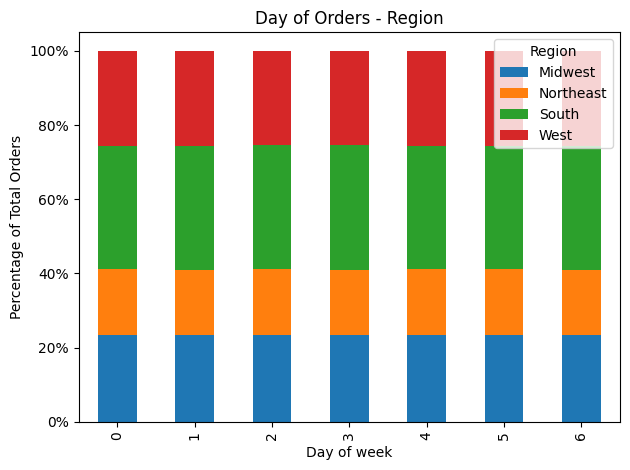 Day of Orders - Region
Percentage of Total Orders
100%
80%
60%
40%
20%
0%
Region
Midwest
Northeast
South
West
0 1 2 3 4 5 6
Day of week